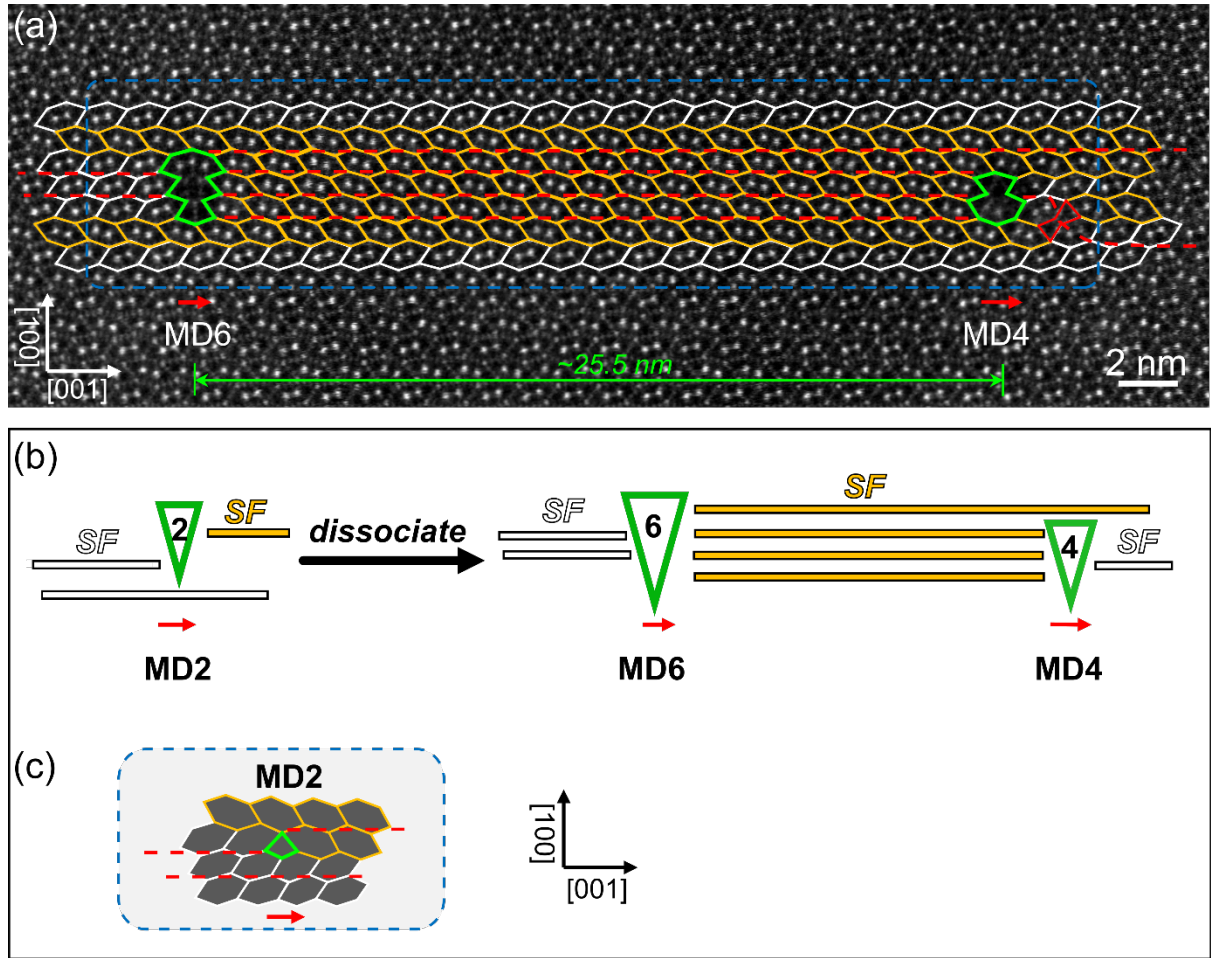 (a)
MD6
MD4
[100]
[001]
~25.5 nm
2 nm
(b)
SF
2
SF
dissociate
SF
6
SF
4
SF
MD2
MD6
MD4
(c)
MD2
[100]
[001]